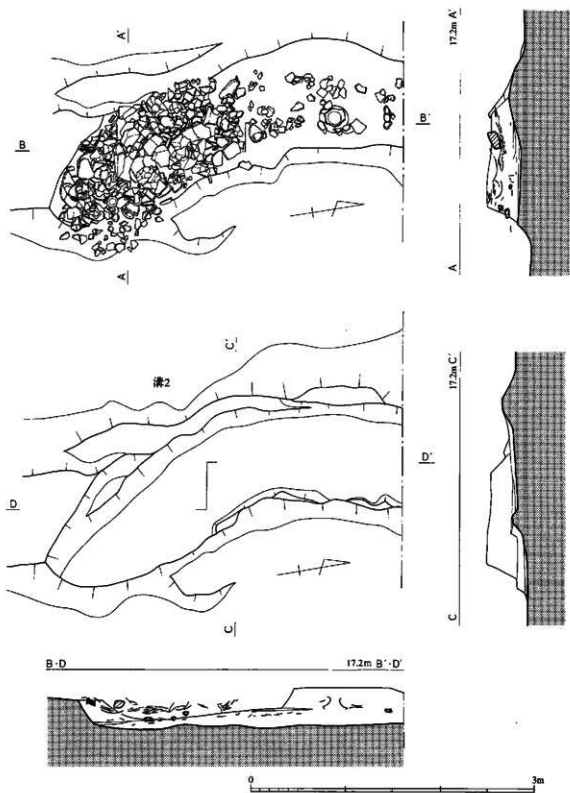 A′
17.2m A′
B
B′
A
A
C′
17.2m C′
溝2
D
D′
C
C
B・D
17.2m B′・D′
0
3m